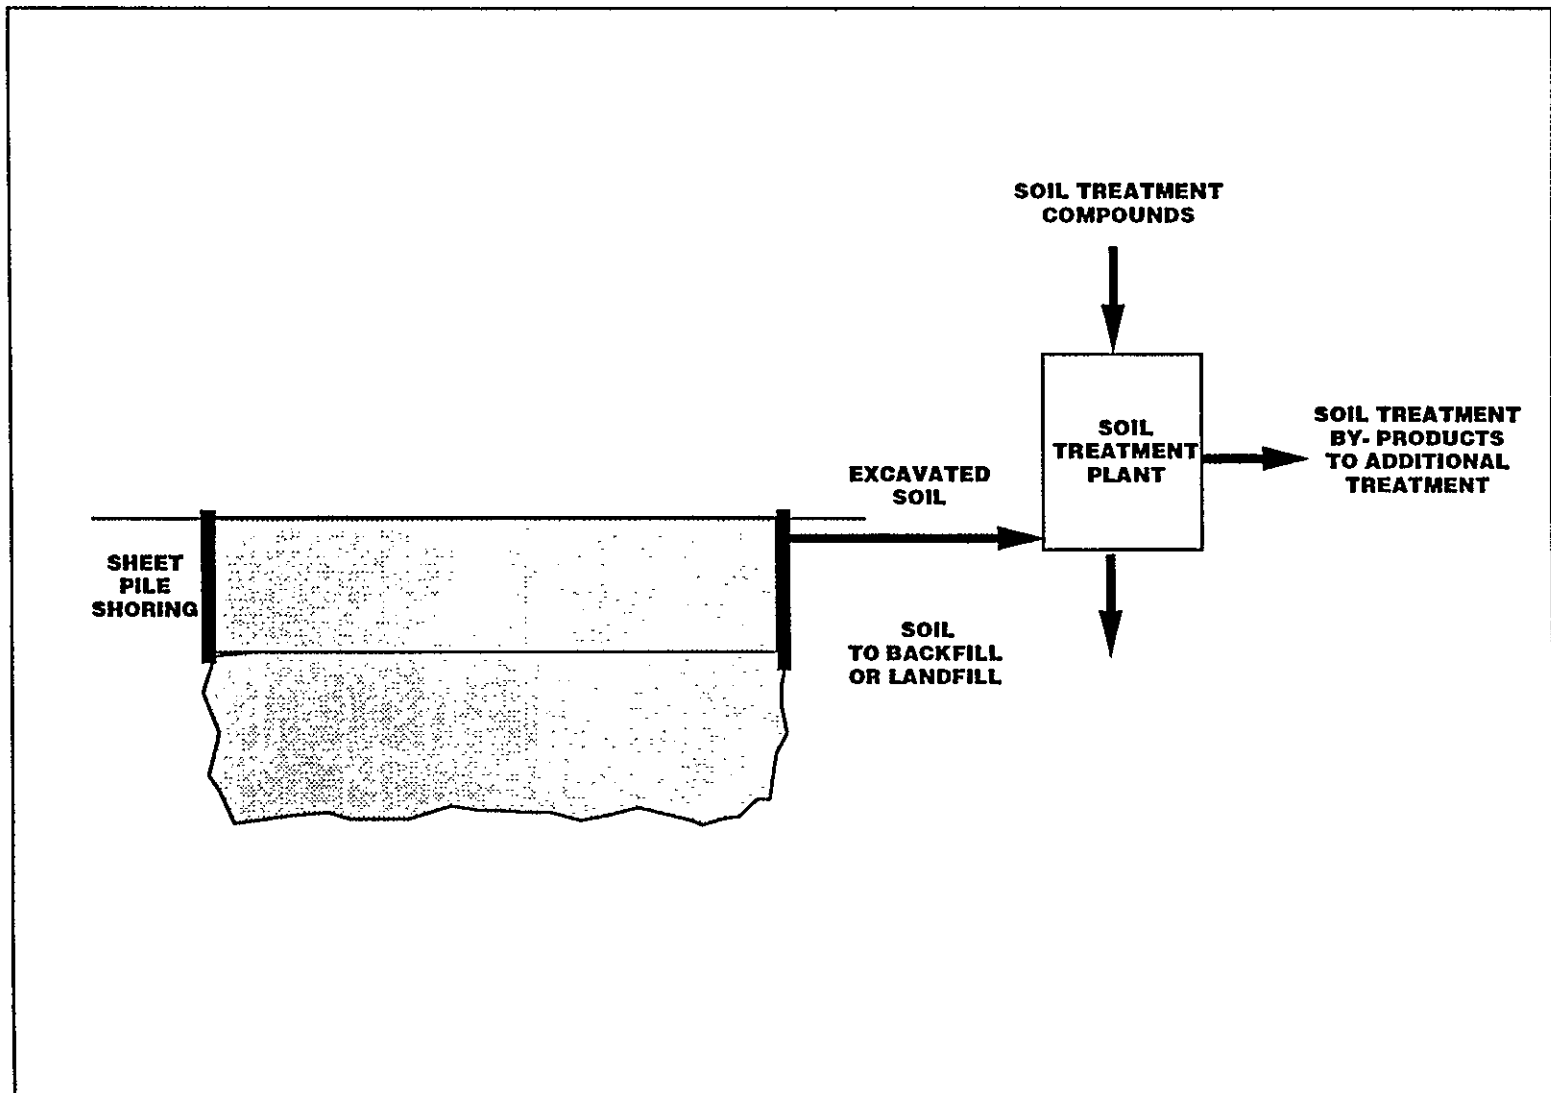 SOIL TREATMENT
COMPOUNDS
SOIL
TREATMENT
PLANT
SOIL TREATMENT
BY- PRODUCTS
TO ADDITIONAL
TREATMENT
EXCAVATED
SOIL
SHEET
PILE
SHORING
SOIL
TO BACKFILL
OR LANDFILL